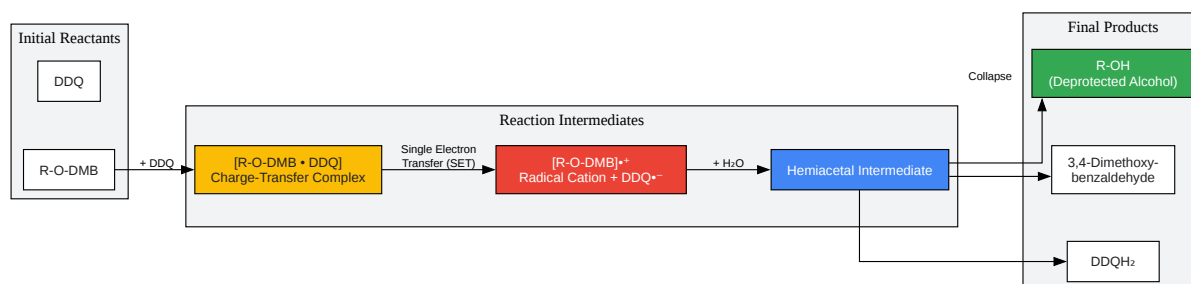 Initial Reactants
DDQ
R-O-DMB
+ DDQ
Reaction Intermediates
[R-O-DMB • DDQ]
Charge-Transfer Complex
Single Electron
Transfer (SET)
[R-O-DMB]•⁺
Radical Cation + DDQ•⁻
+ H₂O
Hemiacetal Intermediate
Collapse
Final Products
R-OH
(Deprotected Alcohol)
3,4-Dimethoxy-
benzaldehyde
DDQH₂